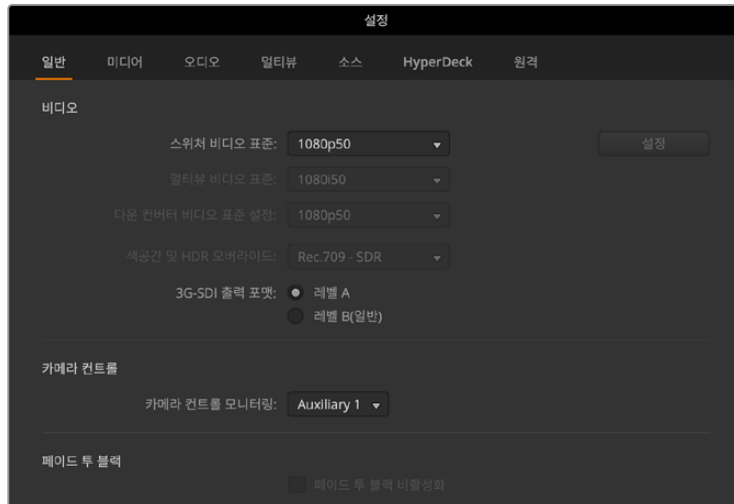 설정
일반 미디어 오디오 멀티뷰 소스 HyperDeck 원격
비디오
스위처 비디오 표준: 1080p50 설정
멀티뷰 비디오 표준: 1080i50
다운 컨버터 비디오 표준 설정: 1080p50
색공간 및 HDR 오버라이드: Rec.709 - SDR
3G-SDI 출력 포맷: 레벨 A
레벨 B(일반)
카메라 컨트롤
카메라 컨트롤 모니터링: Auxiliary 1
페이드 투 블랙
페이드 투 블랙 비활성화